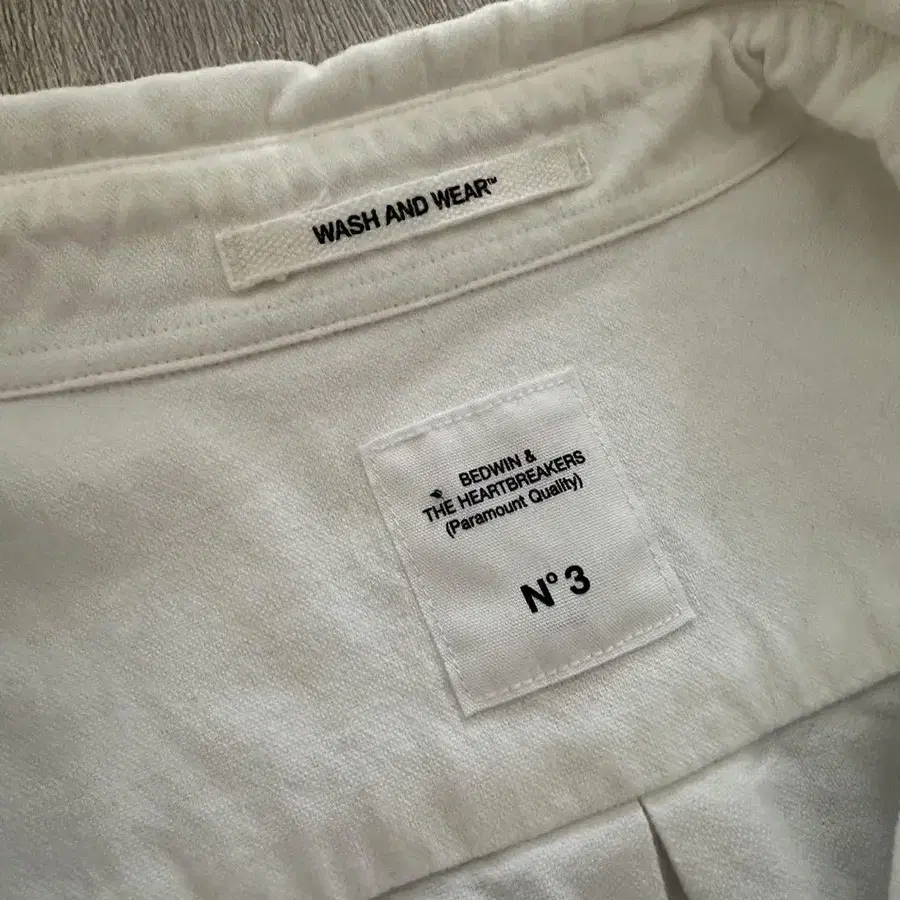 WASH AND WEAR™
BEDWIN &
THE HEARTBREAKERS
(Paramount Quality)
N° 3